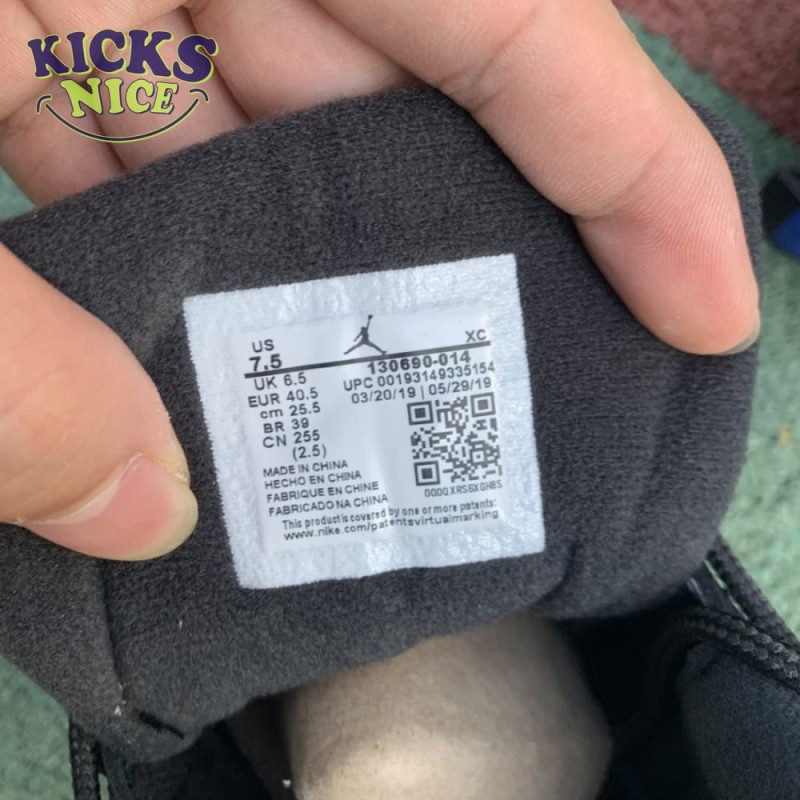 KICKS
NICE
US
7.5
XC
130690-014
UK 6.5
UPC 00193149335154
EUR 40.5
03/20/19 | 05/29/19
cm 25.5
BR 39
CN 255
(2.5)
MADE IN CHINA
HECHO EN CHINA
FABRIQUE EN CHINE
FABRICADO NA CHINA
000QXRS6XGH8S
This product is covered by one or more patents:
www.nike.com/patentsvirtualmarking